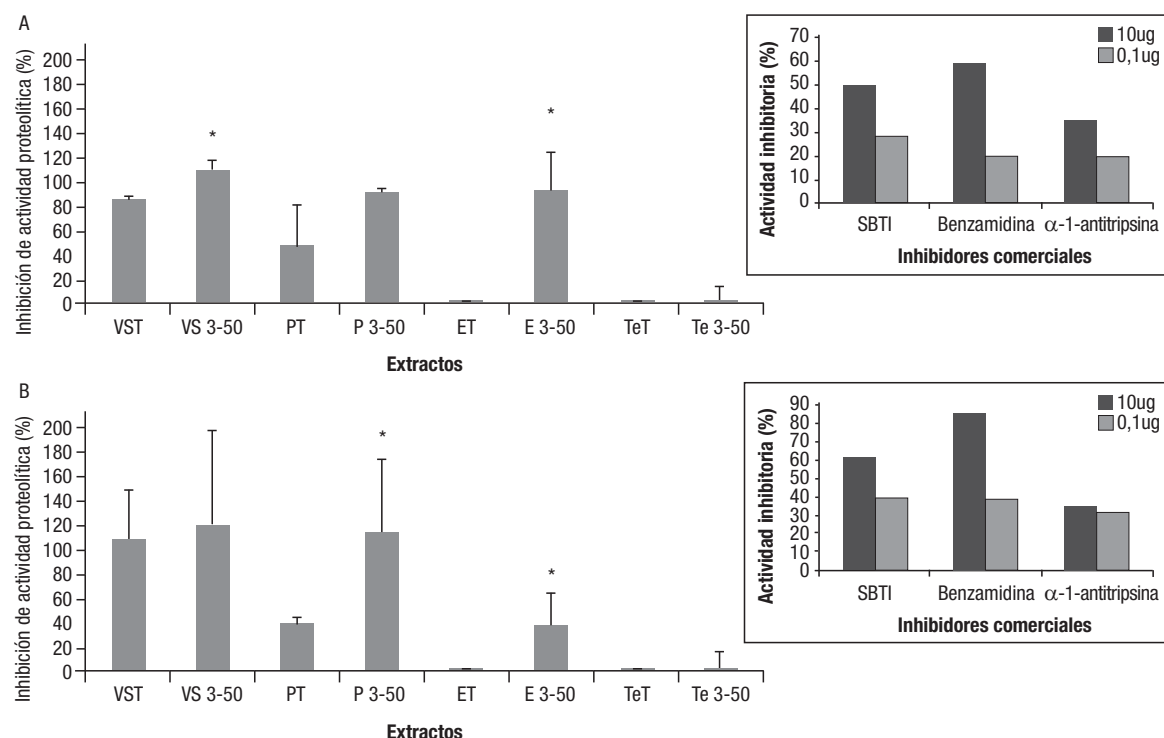 A
Inhibición de actividad proteolítica (%)
200
180
160
140
120
100
80
60
40
20
0
*
*
VST VS 3-50 PT P 3-50 ET E 3-50 TeT Te 3-50
Extractos
Actividad inhibitoria (%)
70
60
50
40
30
20
10
0
10ug
0,1ug
SBTI Benzamidina α-1-antitripsina
Inhibidores comerciales
B
Inhibición de actividad proteolítica (%)
200
180
160
140
120
100
80
60
40
20
0
*
*
VST VS 3-50 PT P 3-50 ET E 3-50 TeT Te 3-50
Extractos
Actividad inhibitoria (%)
90
80
70
60
50
40
30
20
10
0
10ug
0,1ug
SBTI Benzamidina α-1-antitripsina
Inhibidores comerciales